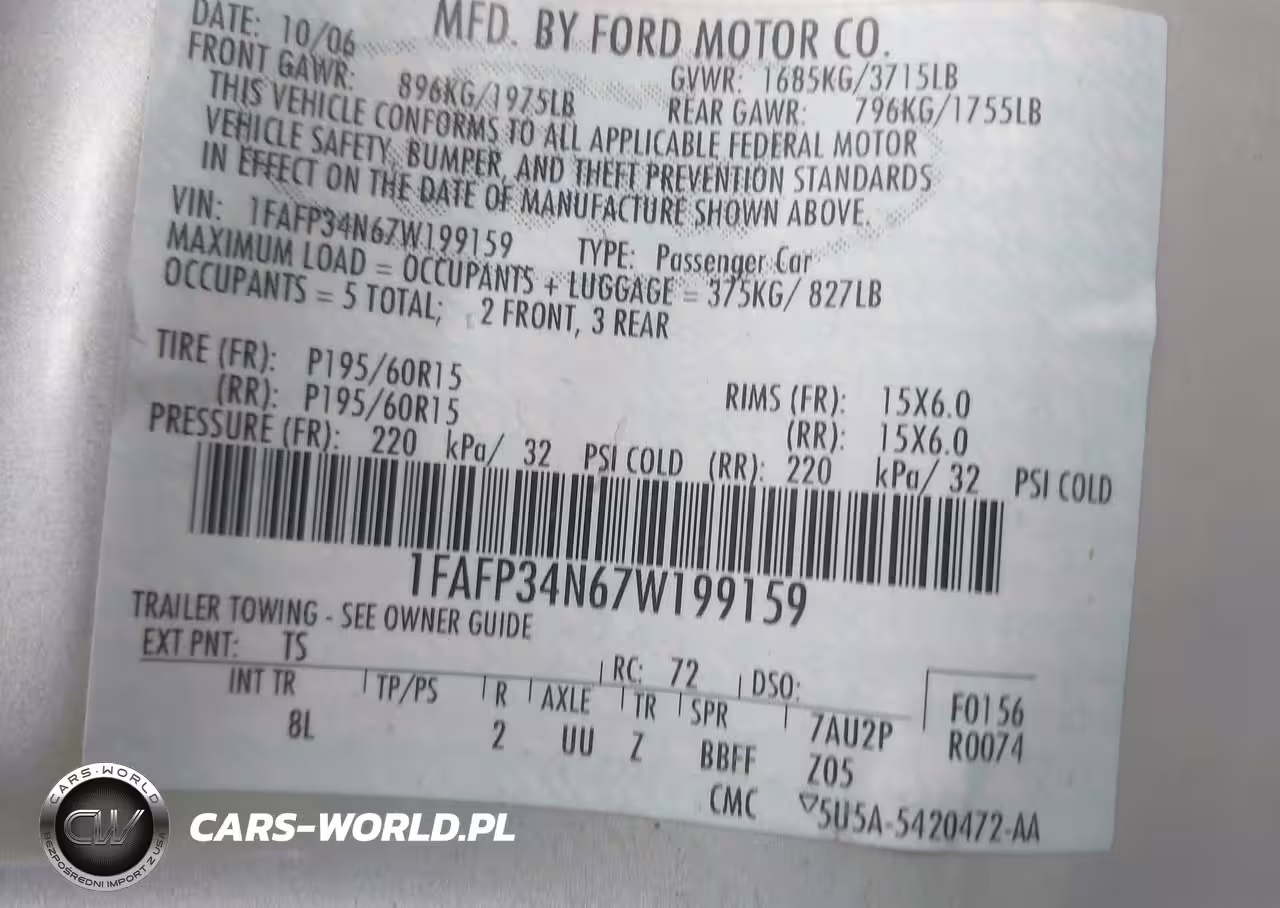 DATE: 10/06 MFD. BY FORD MOTOR CO.
FRONT GAWR: 896KG/1975LB GVWR: 1685KG/3715LB
REAR GAWR: 796KG/1755LB
THIS VEHICLE CONFORMS TO ALL APPLICABLE FEDERAL MOTOR
VEHICLE SAFETY, BUMPER, AND THEFT PREVENTION STANDARDS
IN EFFECT ON THE DATE OF MANUFACTURE SHOWN ABOVE.
VIN: 1FAFP34N67W199159 TYPE: Passenger Car
MAXIMUM LOAD = OCCUPANTS + LUGGAGE = 375KG/ 827LB
OCCUPANTS = 5 TOTAL; 2 FRONT, 3 REAR
TIRE (FR): P195/60R15 RIMS (FR): 15X6.0
(RR): P195/60R15 (RR): 15X6.0
PRESSURE (FR): 220 kPa/ 32 PSI COLD (RR): 220 kPa/ 32 PSI COLD
1FAFP34N67W199159
TRAILER TOWING - SEE OWNER GUIDE
EXT PNT: TS RC: 72 DSO:
INT TR TP/PS R AXLE TR SPR 7AU2P F0156
8L 2 UU Z BBFF Z05 R0074
CMC ▽5U5A-5420472-AA
CARS-WORLD
CW
BEZPOŚREDNI IMPORT Z USA
CARS-WORLD.PL